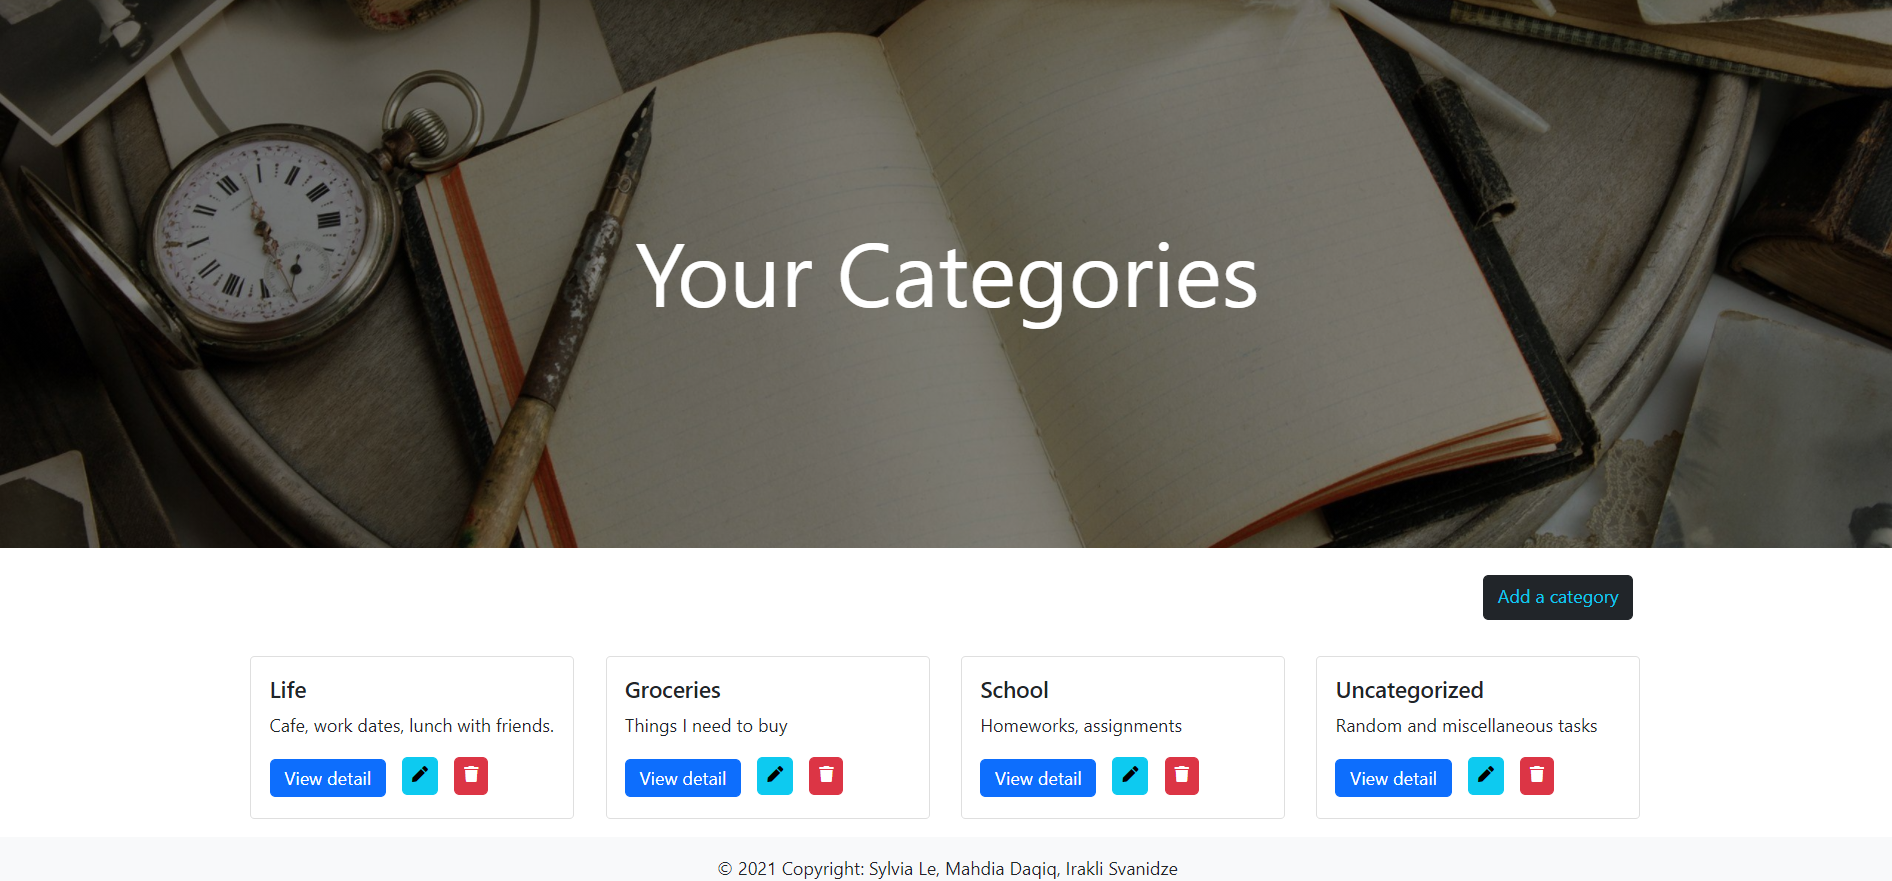 Your Categories
Add a category
Life
Cafe, work dates, lunch with friends.
View detail
Groceries
Things I need to buy
View detail
School
Homeworks, assignments
View detail
Uncategorized
Random and miscellaneous tasks
View detail
© 2021 Copyright: Sylvia Le, Mahdia Daqiq, Irakli Svanidze